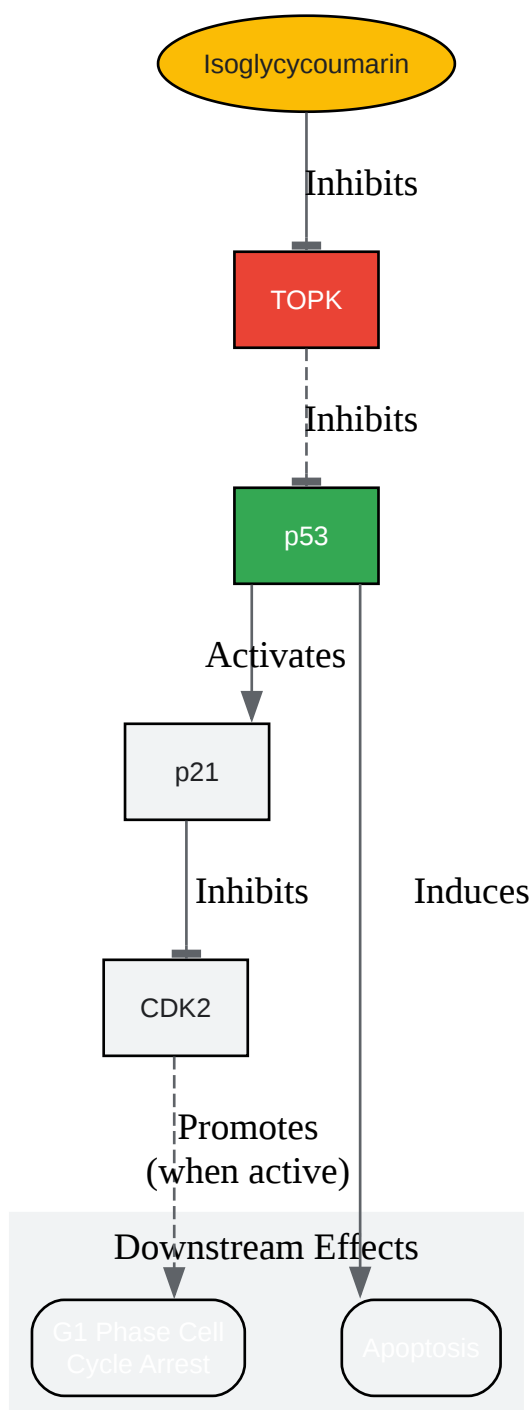 Isoglycycoumarin
Inhibits
TOPK
Inhibits
p53
Activates
p21
Inhibits
Induces
CDK2
Promotes
(when active)
Downstream Effects
G1 Phase Cell
Cycle Arrest
Apoptosis